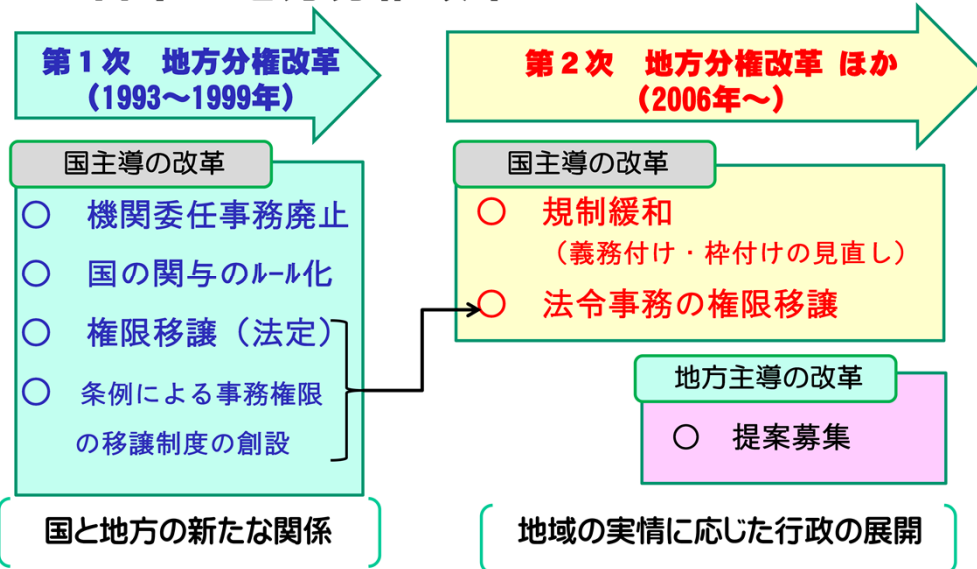 第１次　地方分権改革
(1993～1999年)
国主導の改革
○　機関委任事務廃止
○　国の関与のﾙｰﾙ化
○　権限移譲（法定）
○　条例による事務権限
の移譲制度の創設
国と地方の新たな関係
第２次　地方分権改革 ほか
(2006年～)
国主導の改革
○　規制緩和
（義務付け・枠付けの見直し）
○　法令事務の権限移譲
地方主導の改革
○　提案募集
地域の実情に応じた行政の展開